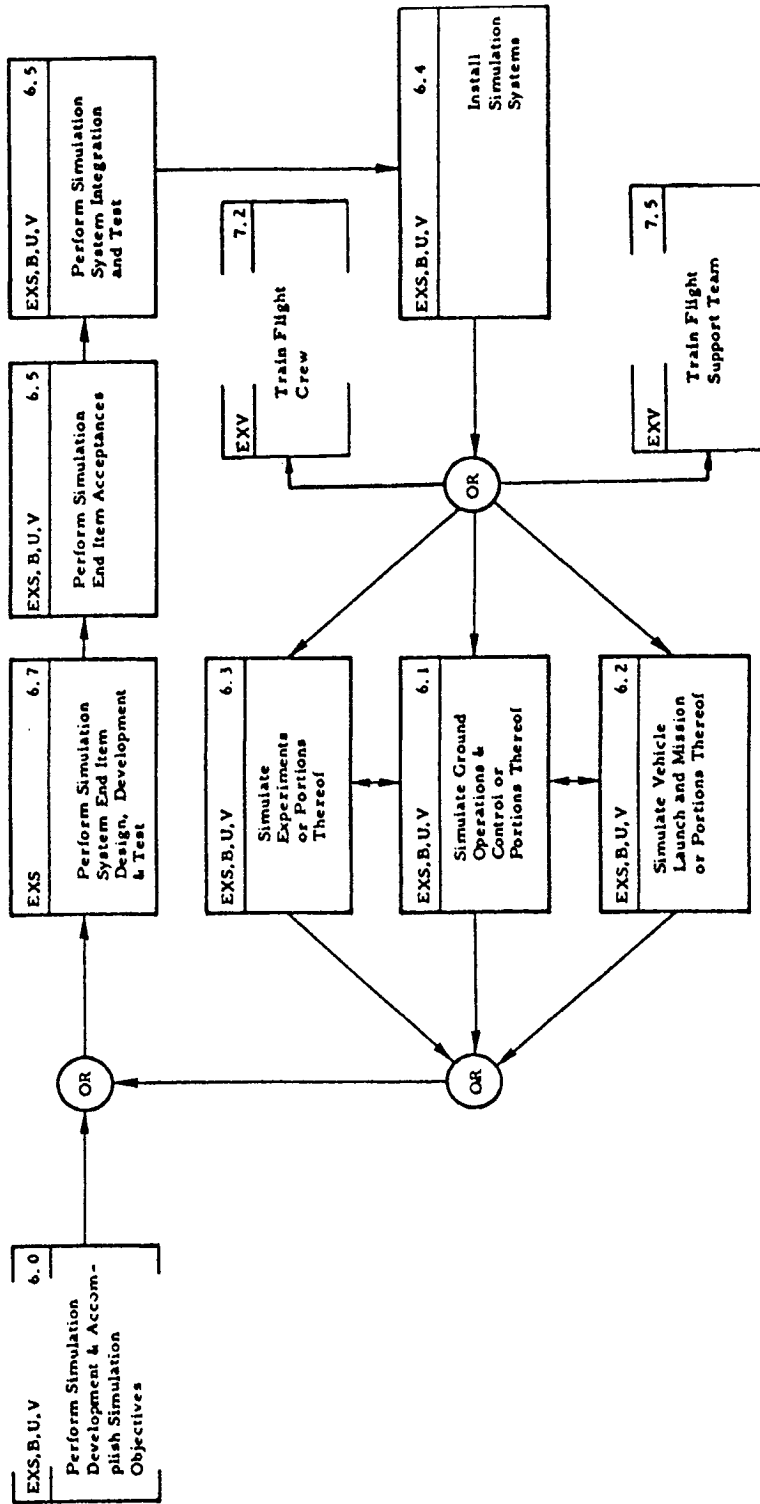 EXS,B,U,V 6.0
Perform Simulation
Development & Accom-
plish Simulation
Objectives
OR
EXS 6.7
Perform Simulation
System End Item
Design, Development
& Test
EXS, B, U, V 6.5
Perform Simulation
End Item Acceptances
EXS, B, U, V 6.5
Perform Simulation
System Integration
and Test
EXS, B, U, V 6.4
Install
Simulation
Systems
OR
EXV 7.2
Train Flight
Crew
EXV 7.5
Train Flight
Support Team
EXS,B,U,V 6.3
Simulate
Experiments
or Portions
Thereof
EXS,B,U,V 6.1
Simulate Ground
Operations &
Control or
Portions Thereof
EXS,B,U,V 6.2
Simulate Vehicle
Launch and Mission
or Portions Thereof
OR